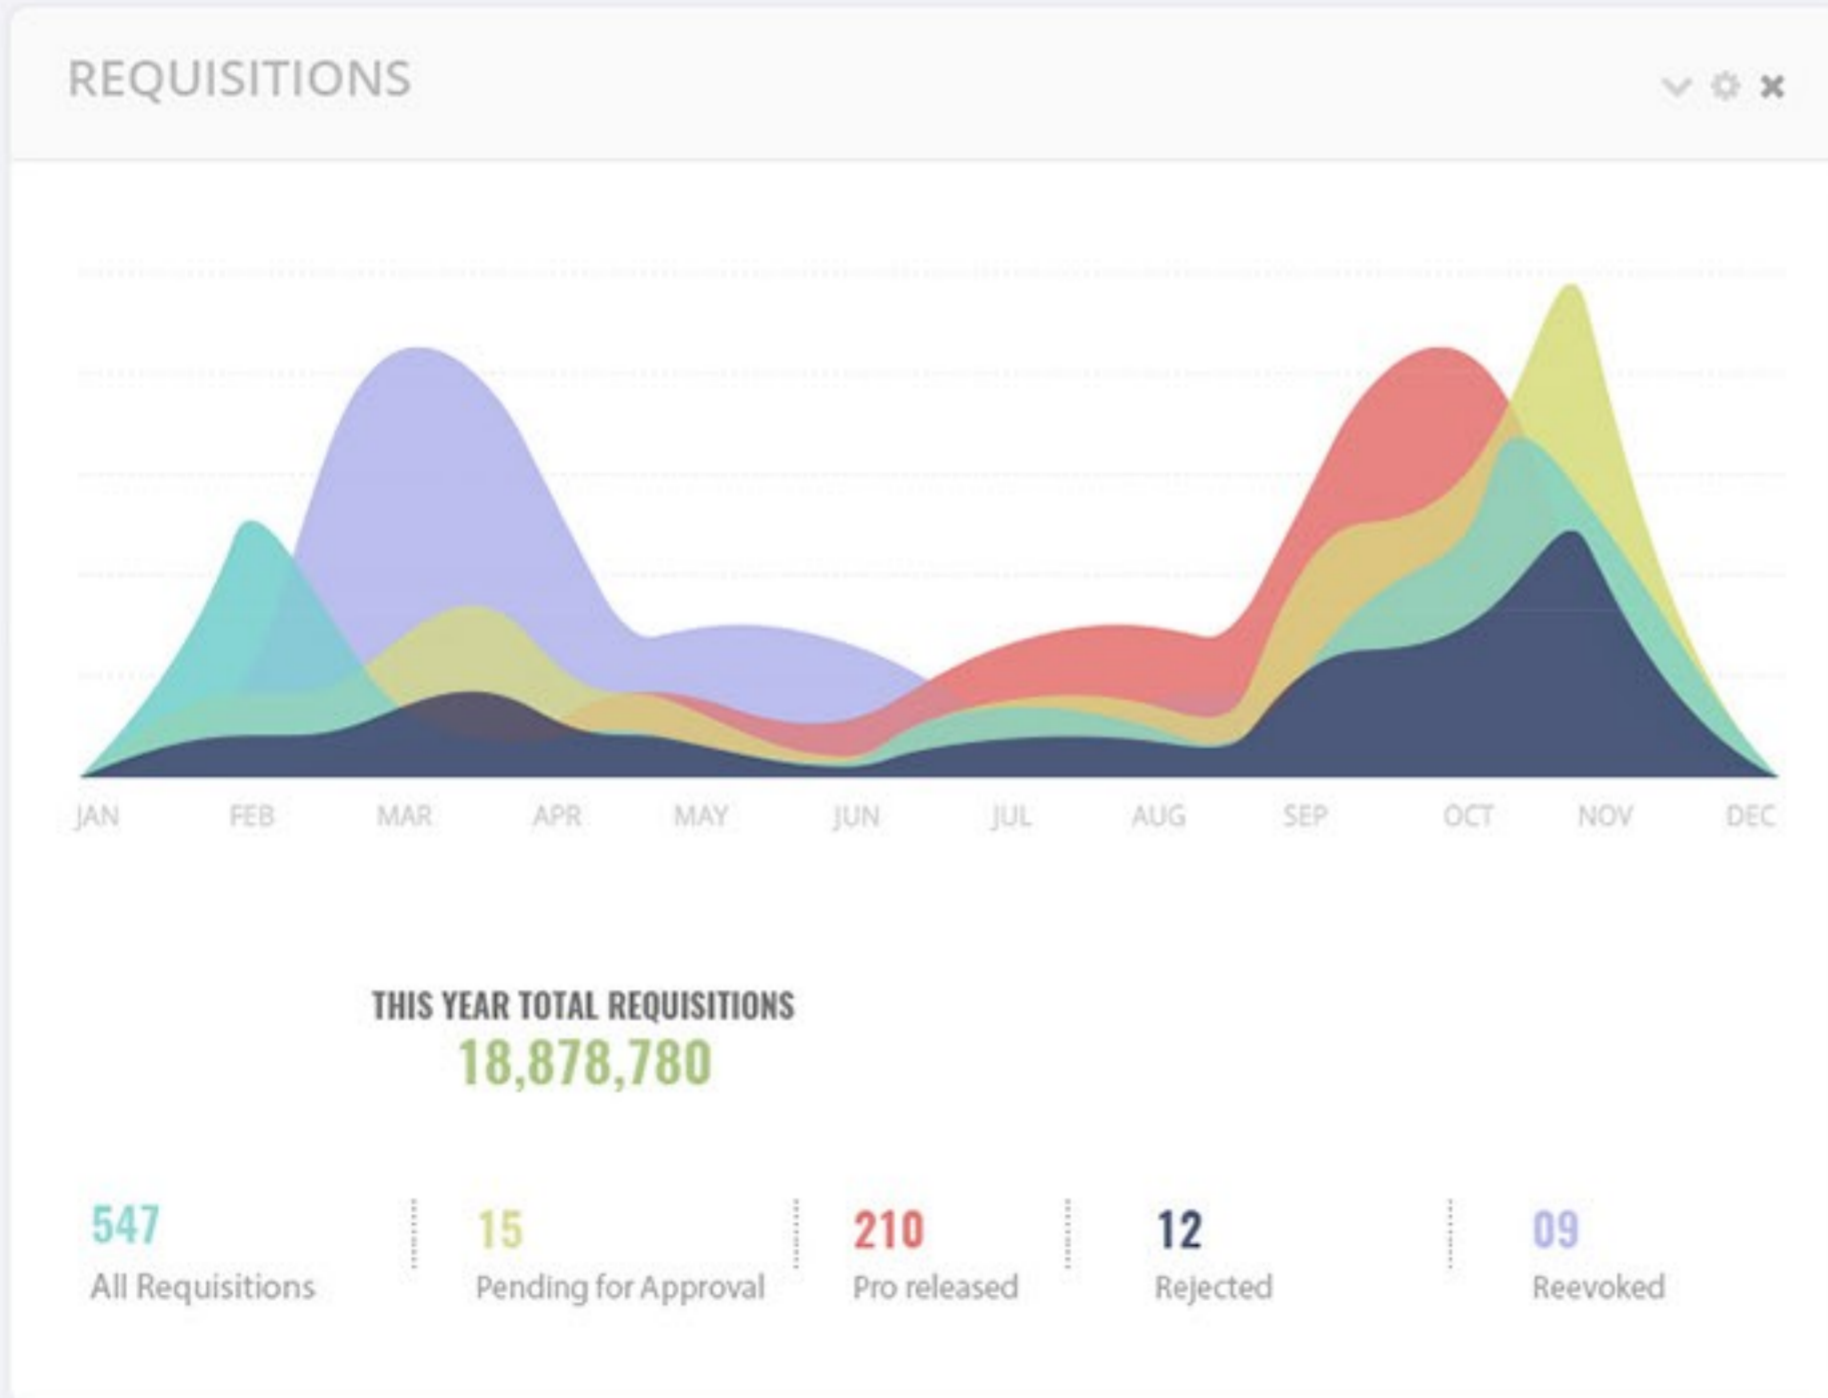 REQUISITIONS
JAN FEB MAR APR MAY JUN JUL AUG SEP OCT NOV DEC
THIS YEAR TOTAL REQUISITIONS
18,878,780
547 15 210 12 09
All Requisitions Pending for Approval Pro released Rejected Reevoked